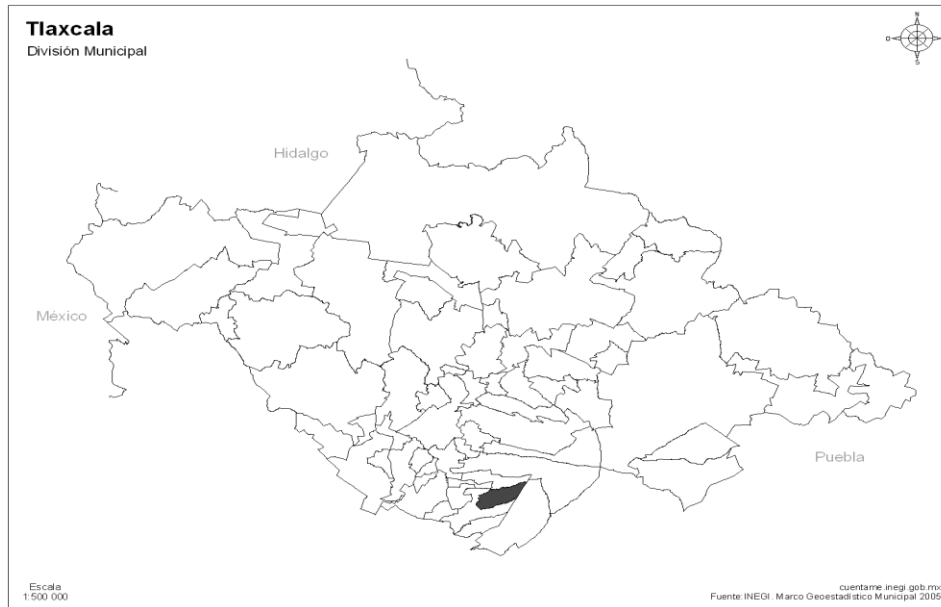 Tlaxcala
División Municipal
N
O
E
S
Hidalgo
México
Puebla
Escala
1:500 000
cuentame.inegi.gob.mx
Fuente: INEGI. Marco Geoestadístico Municipal 2005